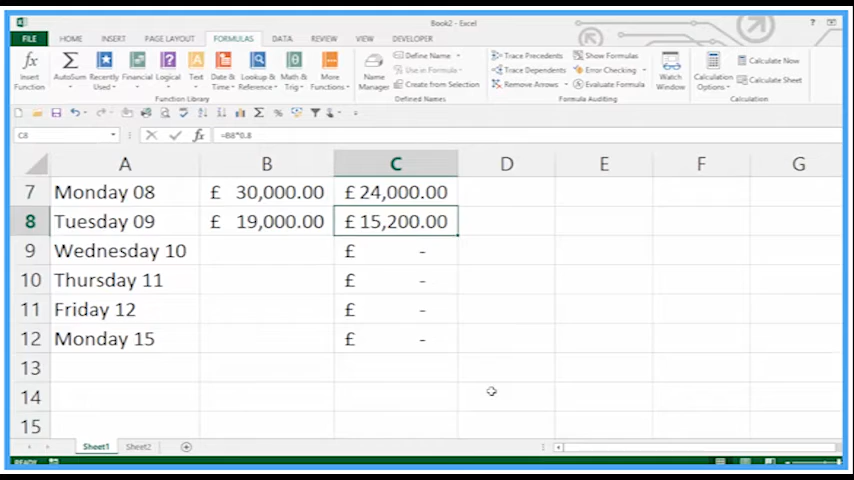 Book2 - Excel
FILE HOME INSERT PAGE LAYOUT FORMULAS DATA REVIEW VIEW DEVELOPER
Insert Function
AutoSum
Recently Used
Financial
Logical
Text
Date & Time
Lookup & Reference
Math & Trig
More Functions
Function Library
Name Manager
Define Name
Use in Formula
Create from Selection
Defined Names
Trace Precedents
Trace Dependents
Remove Arrows
Show Formulas
Error Checking
Evaluate Formula
Formula Auditing
Watch Window
Calculation Options
Calculate Now
Calculate Sheet
Calculation
C8 fx =B8*0.8
A B C D E F G
7 Monday 08 £ 30,000.00 £ 24,000.00
8 Tuesday 09 £ 19,000.00 £ 15,200.00
9 Wednesday 10 £ -
10 Thursday 11 £ -
11 Friday 12 £ -
12 Monday 15 £ -
13
14
15
Sheet1 Sheet2
READY